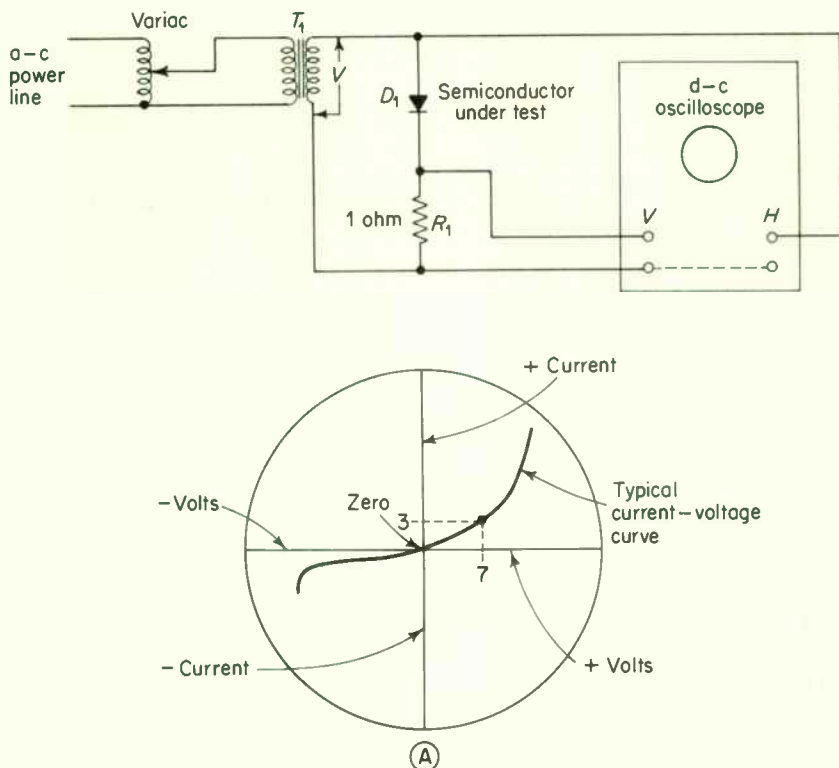 Variac
T1
a-c
power
line
V
D1
Semiconductor
under test
d-c
oscilloscope
1 ohm
R1
V
H
+ Current
- Volts
Zero
3
7
Typical
current-voltage
curve
- Current
+ Volts
A